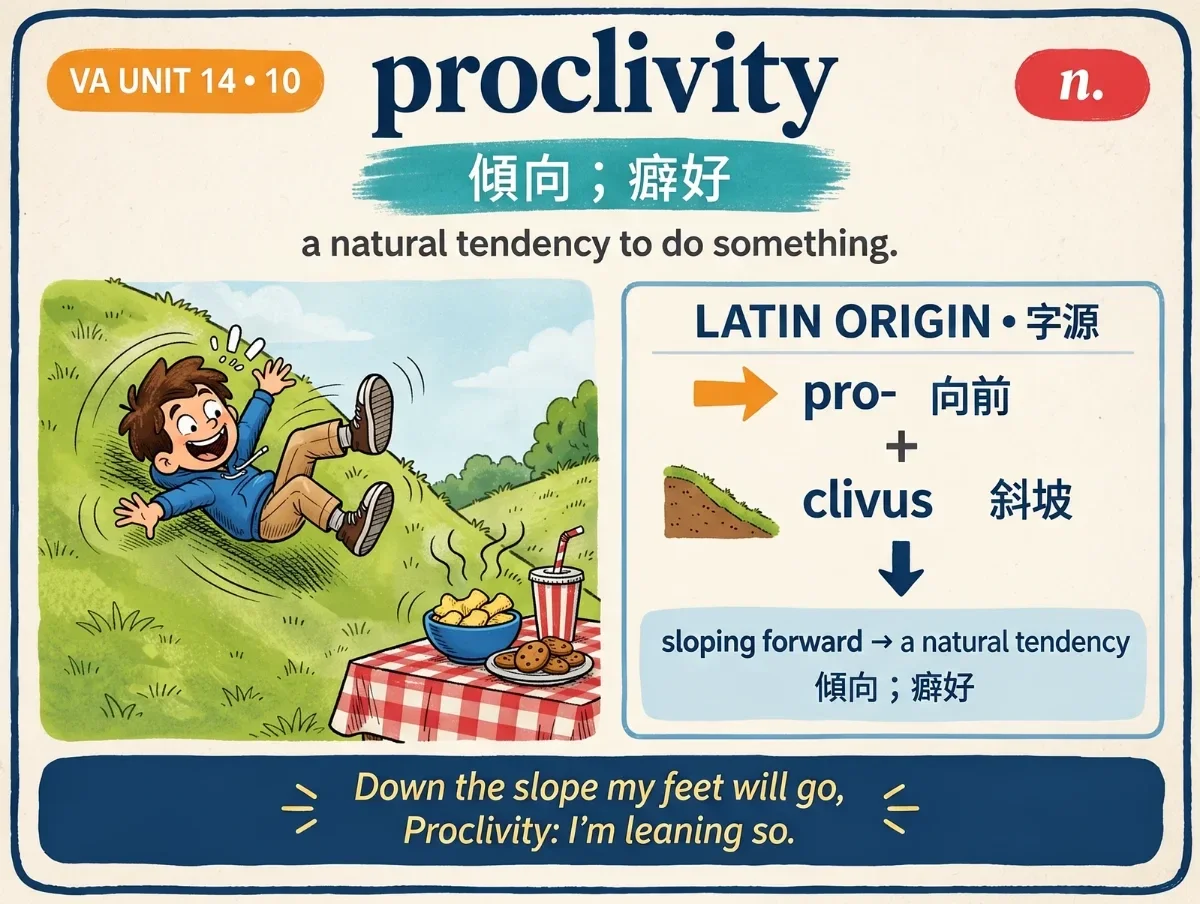 VA UNIT 14 • 10
proclivity
n.
傾向；癖好
a natural tendency to do something.
LATIN ORIGIN • 字源
pro- 向前
+
clivus 斜坡
sloping forward → a natural tendency
傾向；癖好
Down the slope my feet will go,
Proclivity: I'm leaning so.